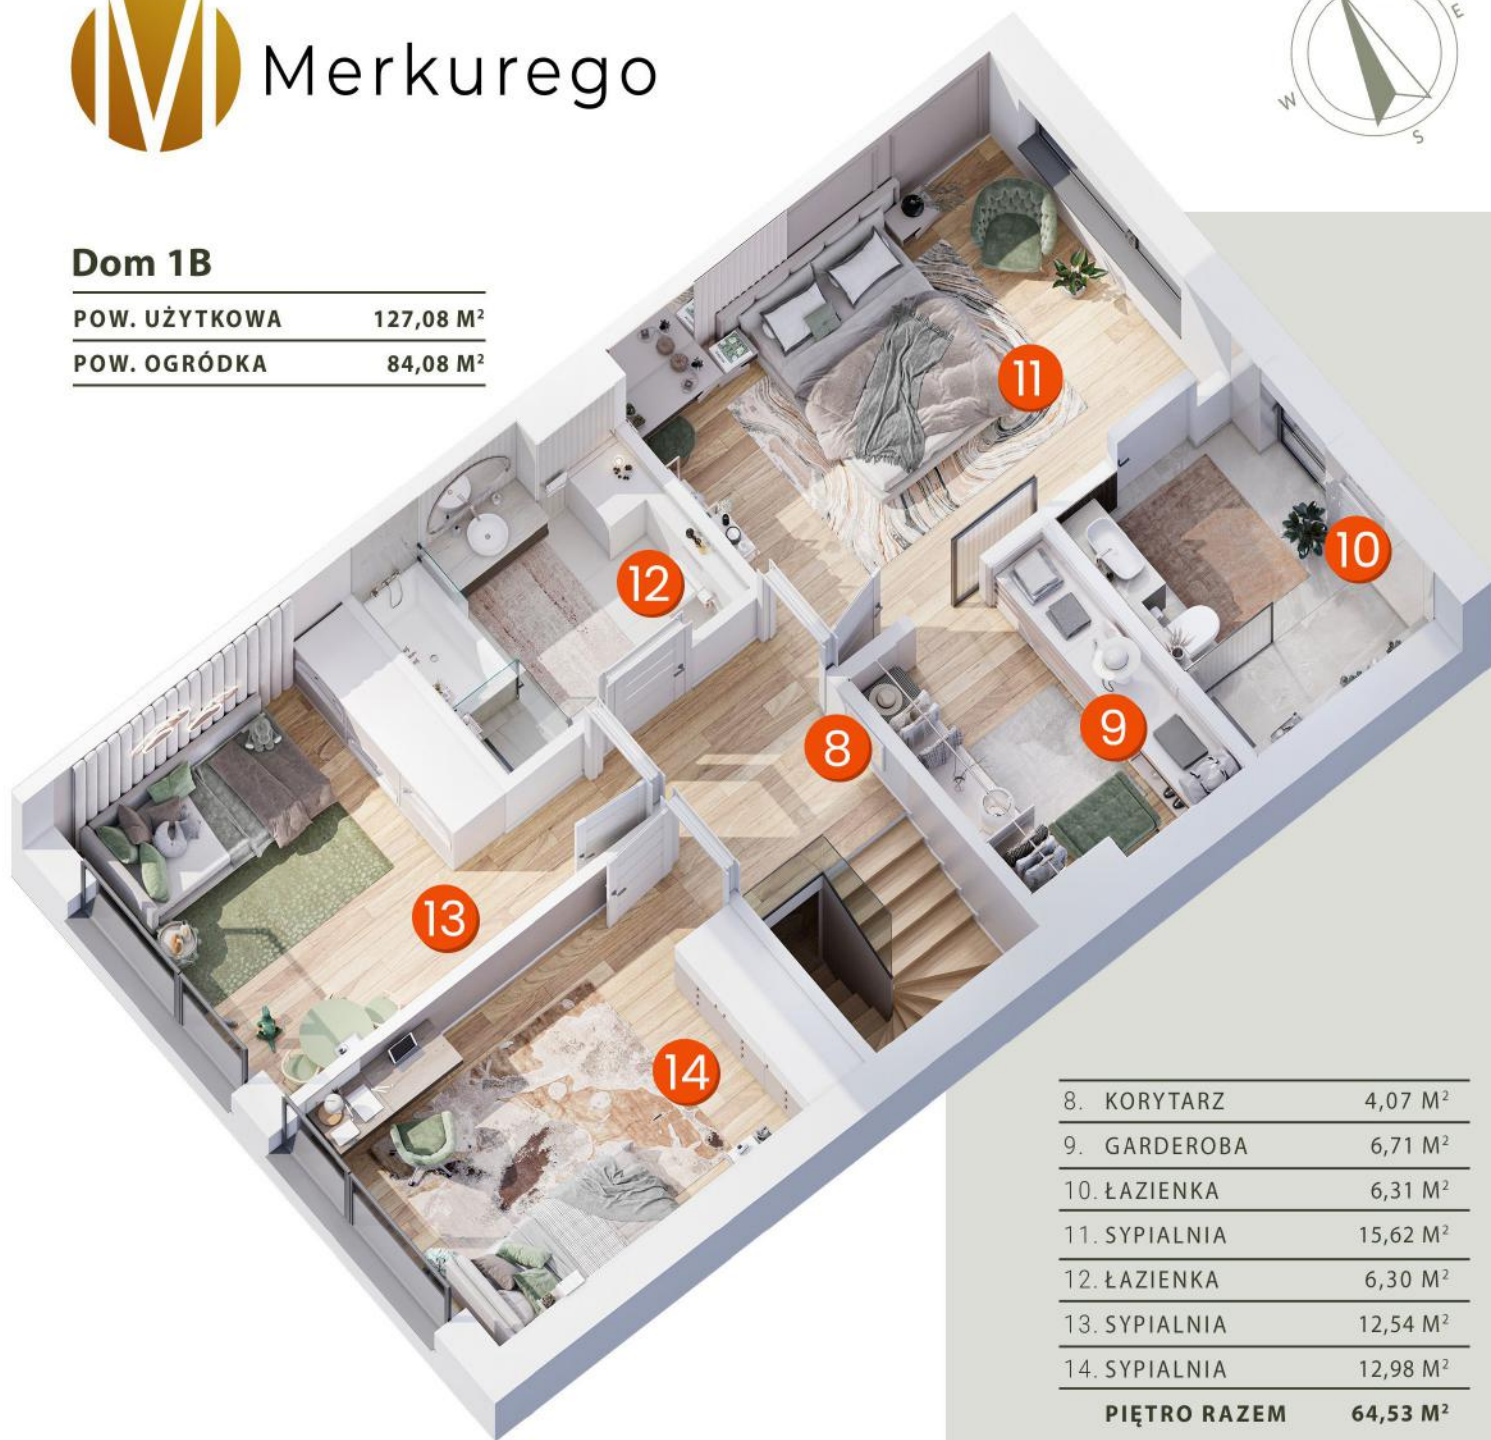 Merkurego
E
W
S
Dom 1B
POW. UŻYTKOWA 127,08 M²
POW. OGRÓDKA 84,08 M²
11
10
12
9
8
13
14
8. KORYTARZ 4,07 M²
9. GARDEROBA 6,71 M²
10. ŁAZIENKA 6,31 M²
11. SYPIALNIA 15,62 M²
12. ŁAZIENKA 6,30 M²
13. SYPIALNIA 12,54 M²
14. SYPIALNIA 12,98 M²
PIĘTRO RAZEM 64,53 M²